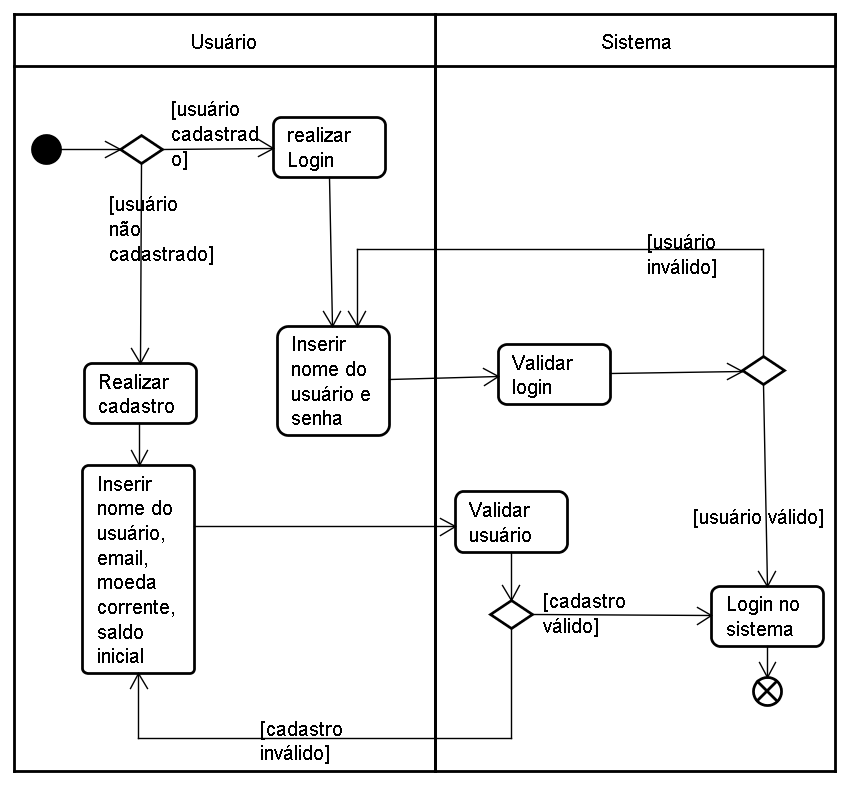 Usuário
Sistema
[usuário
cadastrad
o]
realizar
Login
[usuário
não
cadastrado]
[usuário
inválido]
Inserir
nome do
usuário e
senha
Validar
login
Realizar
cadastro
Inserir
nome do
usuário,
email,
moeda
corrente,
saldo
inicial
Validar
usuário
[usuário válido]
[cadastro
válido]
Login no
sistema
[cadastro
inválido]